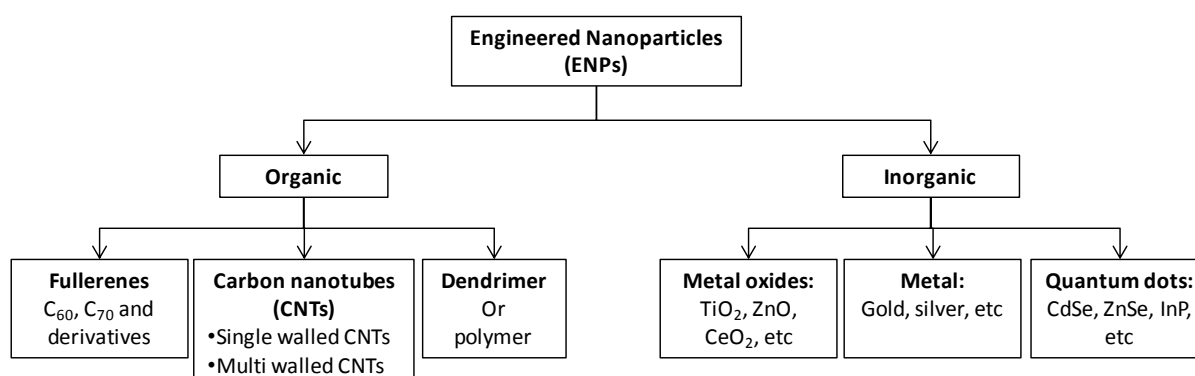 Engineered Nanoparticles
(ENPs)
Organic
Inorganic
Fullerenes
C₆₀, C₇₀ and
derivatives
Carbon nanotubes
(CNTs)
•Single walled CNTs
•Multi walled CNTs
Dendrimer
Or
polymer
Metal oxides:
TiO₂, ZnO,
CeO₂, etc
Metal:
Gold, silver, etc
Quantum dots:
CdSe, ZnSe, InP,
etc